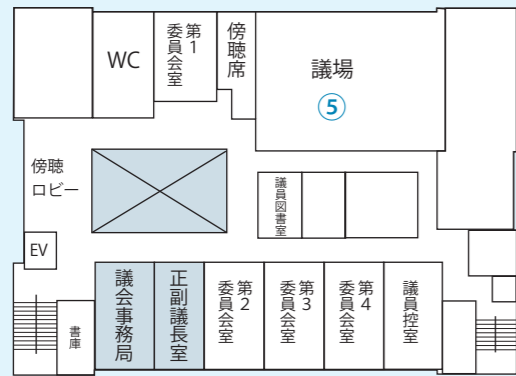 WC
第1
委員会室
傍聴席
議場
⑤
傍聴
ロビー
議員図書室
EV
書庫
議会事務局
正副議長室
第2
委員会室
第3
委員会室
第4
委員会室
議員控室